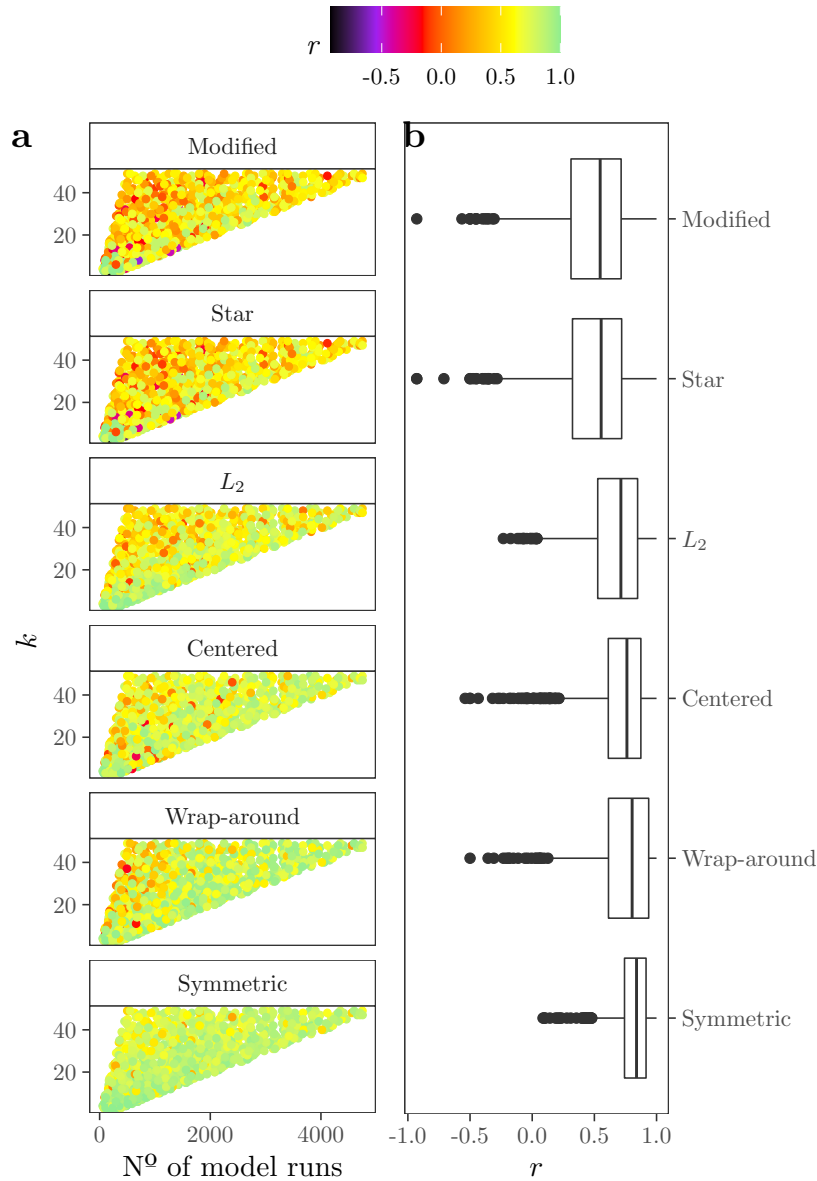 r
-0.5 0.0 0.5 1.0
a
b
Modified
40
20
Star
40
20
L2
40
20
Centered
40
20
Wrap-around
40
20
Symmetric
40
20
k
0 2000 4000
Nº of model runs
Modified
Star
L2
Centered
Wrap-around
Symmetric
-1.0 -0.5 0.0 0.5 1.0
r